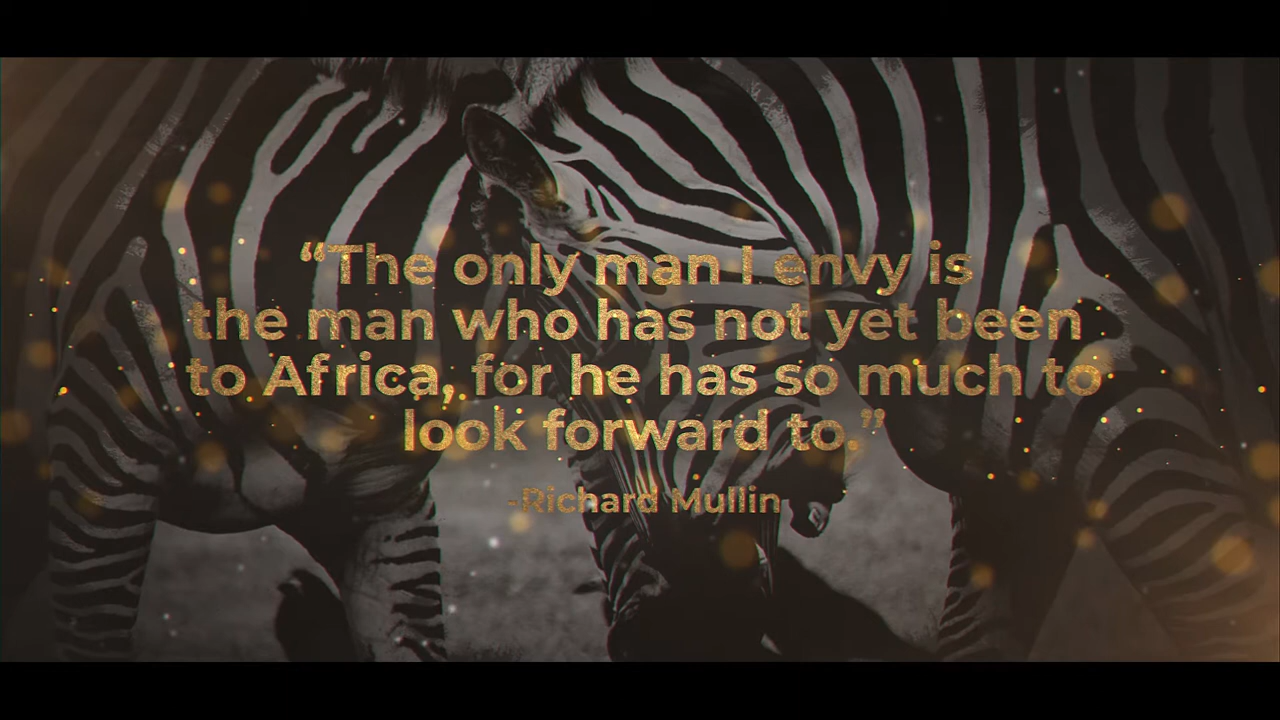 “The only man I envy is
the man who has not yet been
to Africa, for he has so much to
look forward to.”
-Richard Mullin